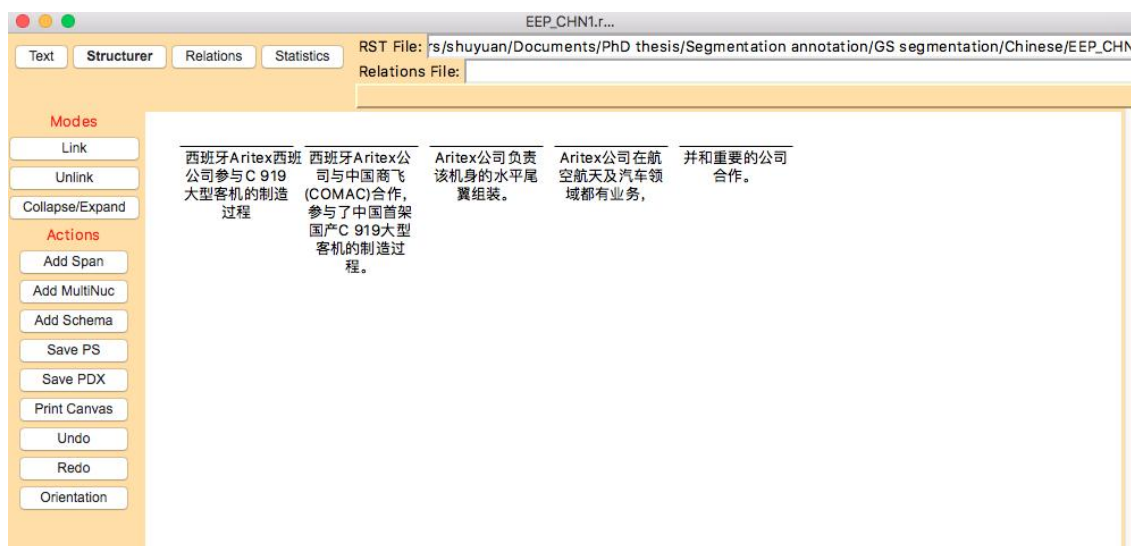 EEP_CHN1.r...
Text Structurer Relations Statistics
RST File: rs/shuyuan/Documents/PhD thesis/Segmentation annotation/GS segmentation/Chinese/EEP_CHN
Relations File:
Modes
Link
Unlink
Collapse/Expand
Actions
Add Span
Add MultiNuc
Add Schema
Save PS
Save PDX
Print Canvas
Undo
Redo
Orientation
西班牙Aritex西班
公司参与C 919
大型客机的制造
过程
西班牙Aritex公
司与中国商飞
(COMAC)合作,
参与了中国首架
国产C 919大型
客机的制造过
程。
Aritex公司负责
该机身的水平尾
翼组装。
Aritex公司在航
空航天及汽车领
域都有业务,
并和重要的公司
合作。